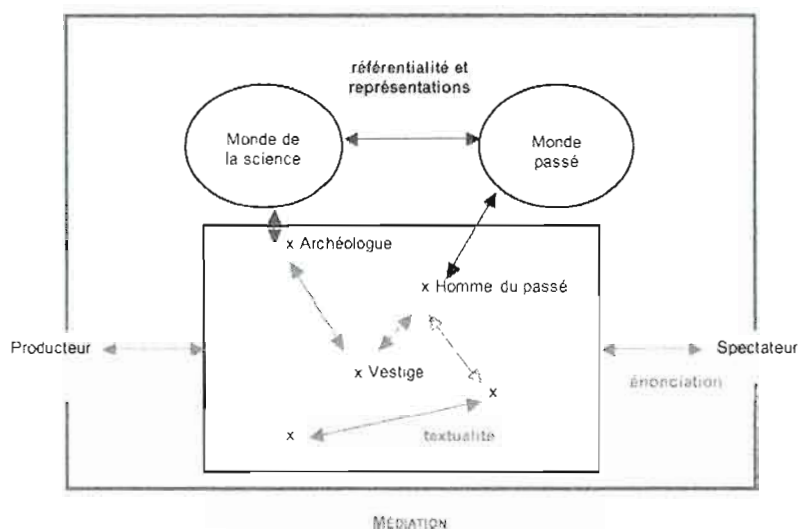 référentialité et
représentations
Monde de
la science
Monde
passé
x Archéologue
x Homme du passé
Producteur
Spectateur
x Vestige
énonciation
x
x
textualité
MÉDIATION